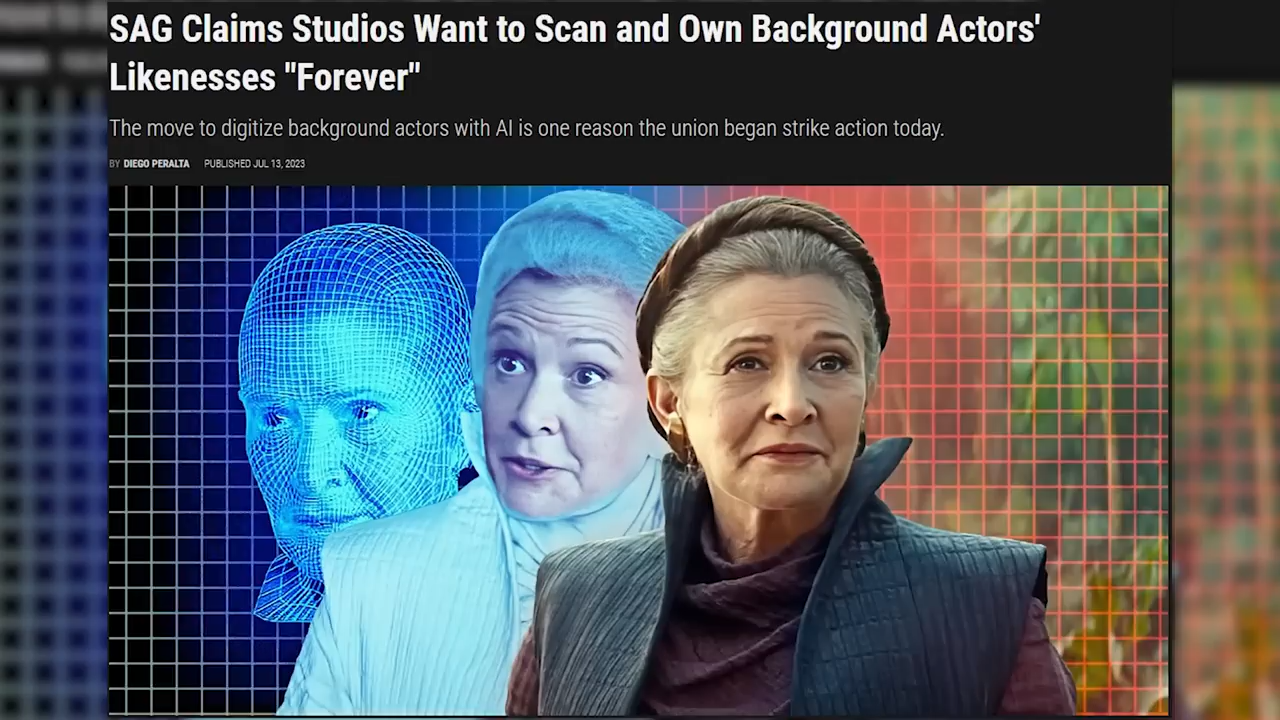 SAG Claims Studios Want to Scan and Own Background Actors'
Likenesses "Forever"
The move to digitize background actors with AI is one reason the union began strike action today.
BY DIEGO PERALTA PUBLISHED JUL 13, 2023